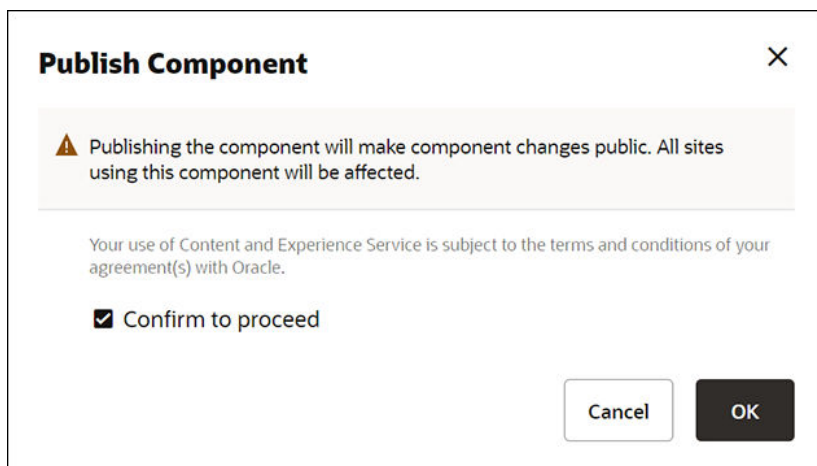 Publish Component
Publishing the component will make component changes public. All sites
using this component will be affected.
Your use of Content and Experience Service is subject to the terms and conditions of your
agreement(s) with Oracle.
Confirm to proceed
Cancel
OK